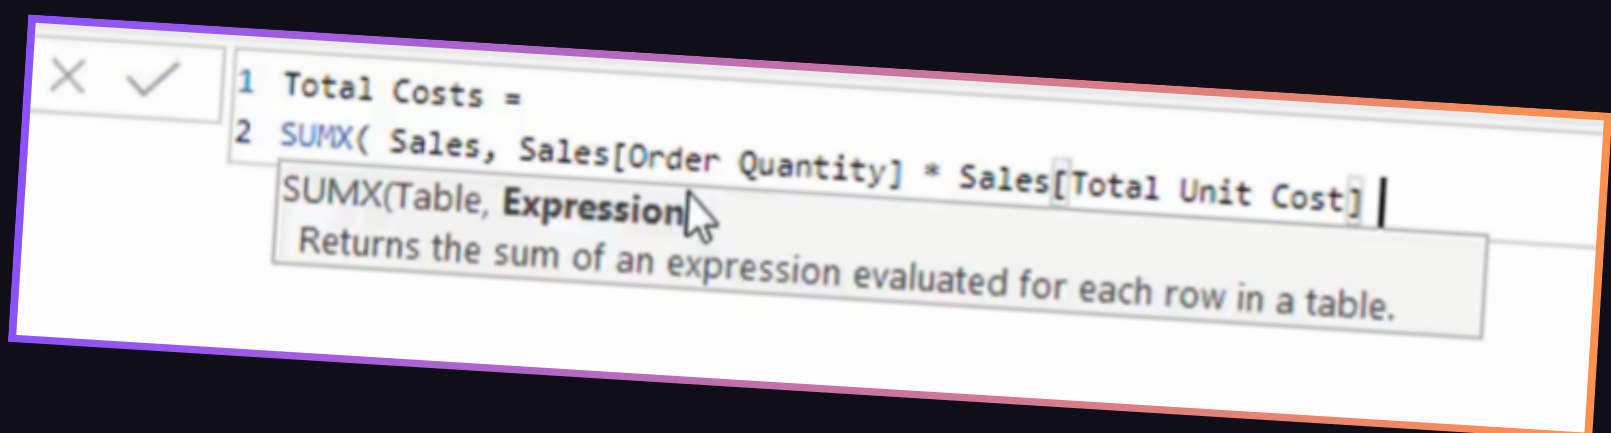 1 Total Costs =
2 SUMX( Sales, Sales[Order Quantity] * Sales[Total Unit Cost]
SUMX(Table, Expression
Returns the sum of an expression evaluated for each row in a table.